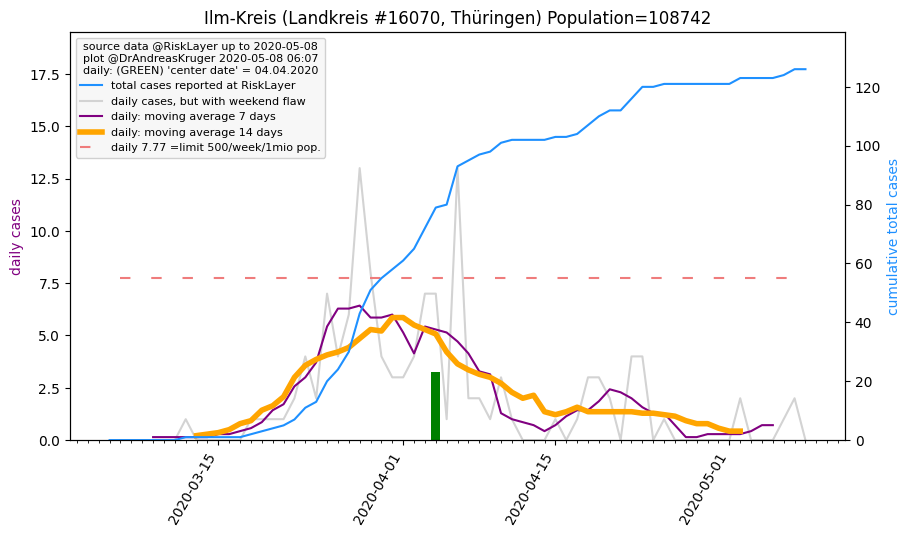 Ilm-Kreis (Landkreis #16070, Thüringen) Population=108742
source data @RiskLayer up to 2020-05-08
plot @DrAndreasKruger 2020-05-08 06:07
daily: (GREEN) 'center date' = 04.04.2020
total cases reported at RiskLayer
daily cases, but with weekend flaw
daily: moving average 7 days
daily: moving average 14 days
daily 7.77 =limit 500/week/1mio pop.
17.5
15.0
12.5
10.0
7.5
5.0
2.5
0.0
daily cases
120
100
80
60
40
20
0
cumulative total cases
2020-03-15
2020-04-01
2020-04-15
2020-05-01